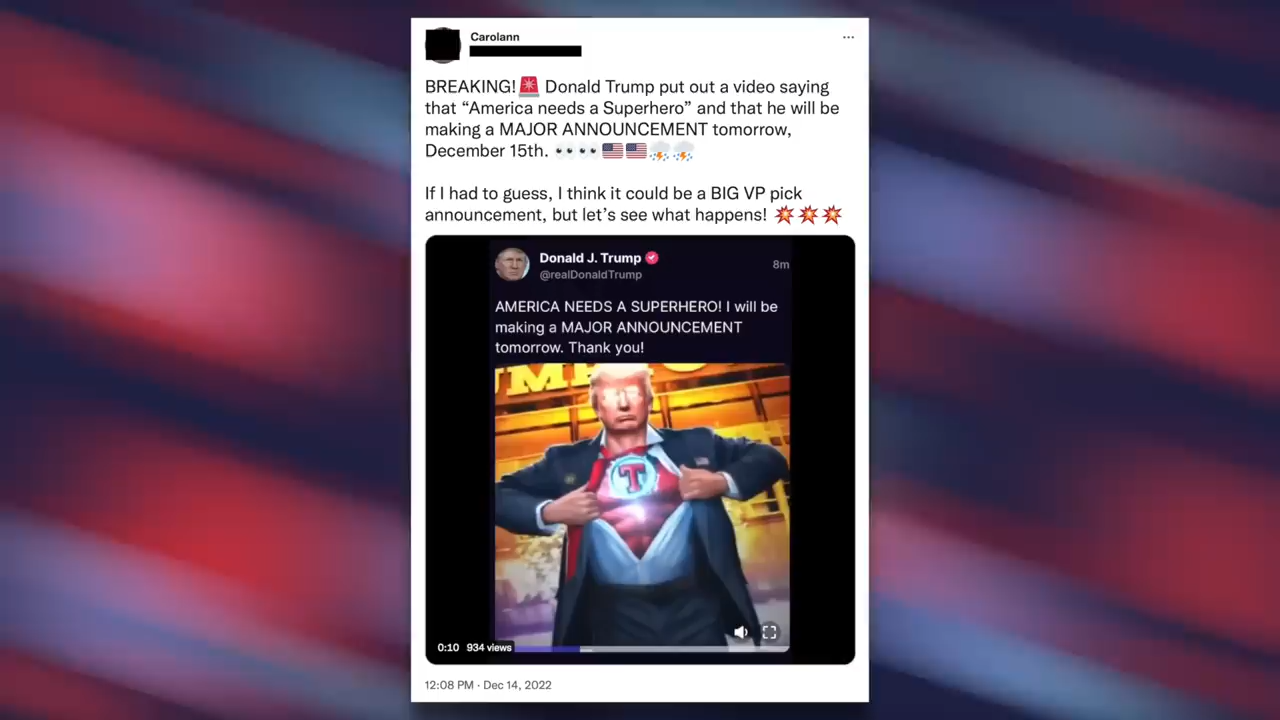 Carolann
BREAKING!🚨 Donald Trump put out a video saying
that “America needs a Superhero” and that he will be
making a MAJOR ANNOUNCEMENT tomorrow,
December 15th. 👀👀🇺🇸🇺🇸⛈️⛈️
If I had to guess, I think it could be a BIG VP pick
announcement, but let’s see what happens! 💥💥💥
Donald J. Trump
8m
@realDonaldTrump
AMERICA NEEDS A SUPERHERO! I will be
making a MAJOR ANNOUNCEMENT
tomorrow. Thank you!
T
0:10 934 views
12:08 PM · Dec 14, 2022